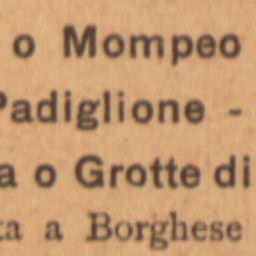 o Mompeo
Padiglione -
a o Grotte di
ta a Borghese